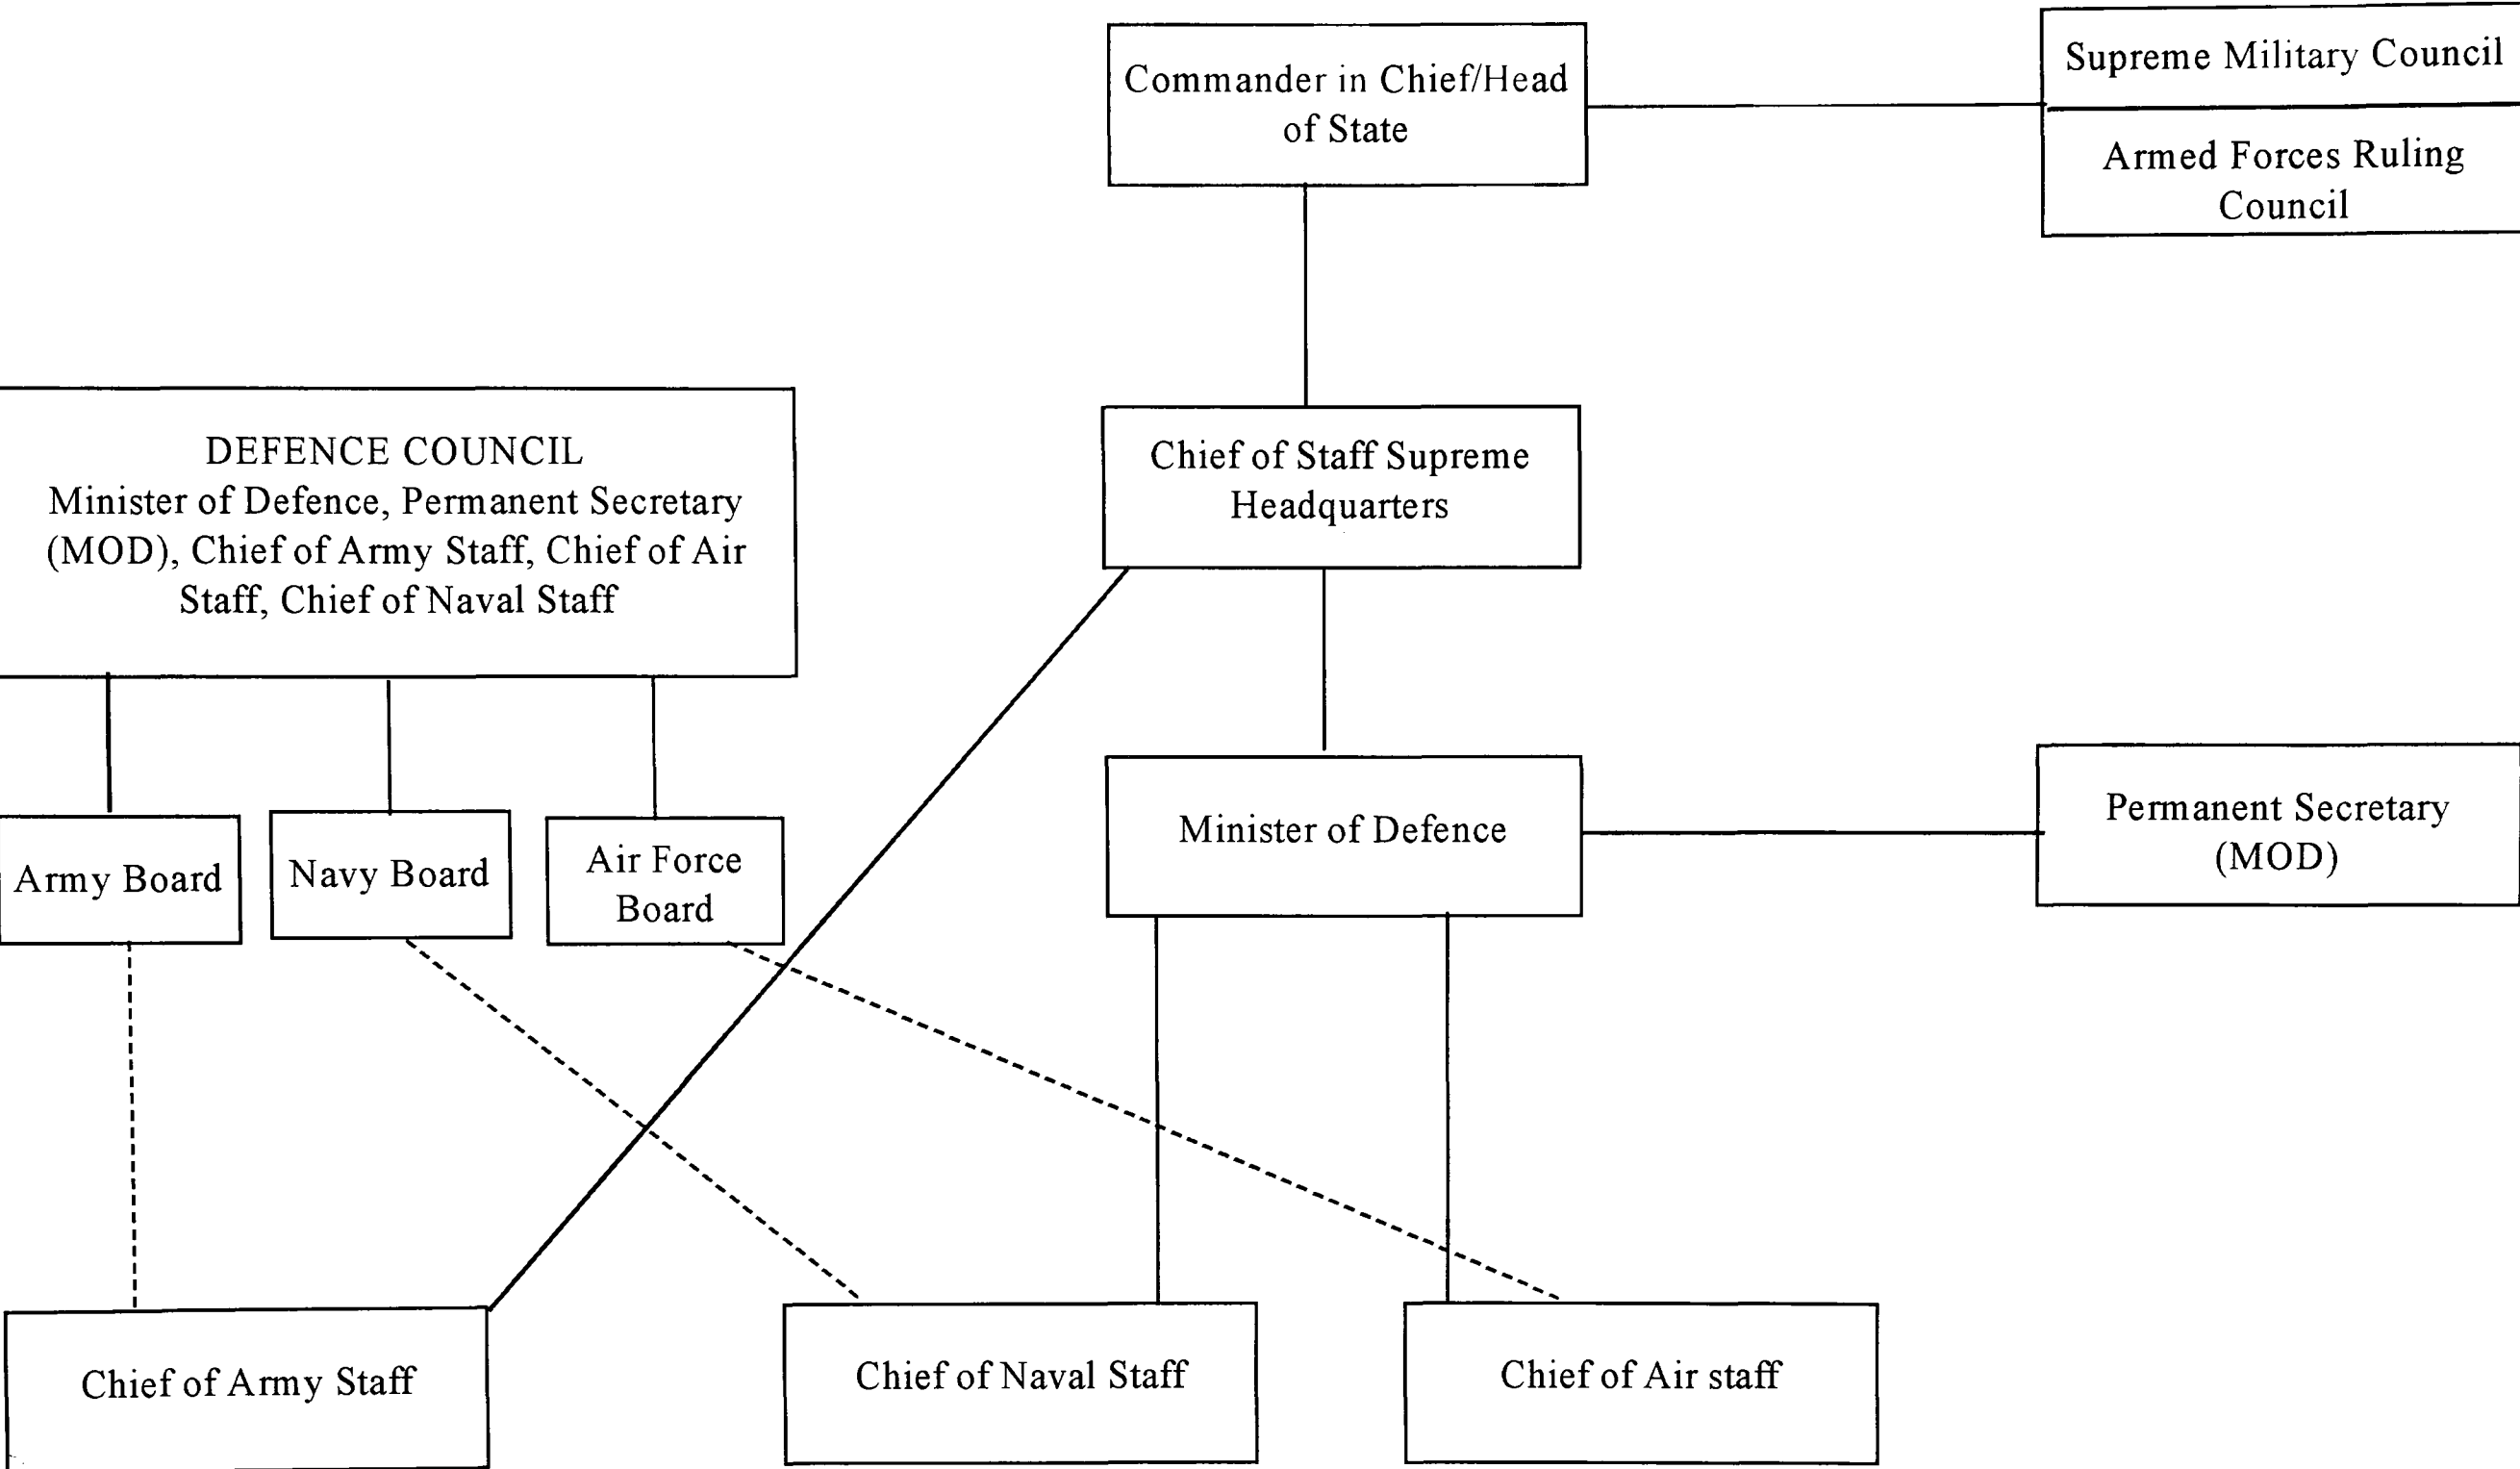 Commander in Chief/Head
of State
Supreme Military Council
Armed Forces Ruling
Council
DEFENCE COUNCIL
Minister of Defence, Permanent Secretary
(MOD), Chief of Army Staff, Chief of Air
Staff, Chief of Naval Staff
Chief of Staff Supreme
Headquarters
Army Board
Navy Board
Air Force
Board
Minister of Defence
Permanent Secretary
(MOD)
Chief of Army Staff
Chief of Naval Staff
Chief of Air staff